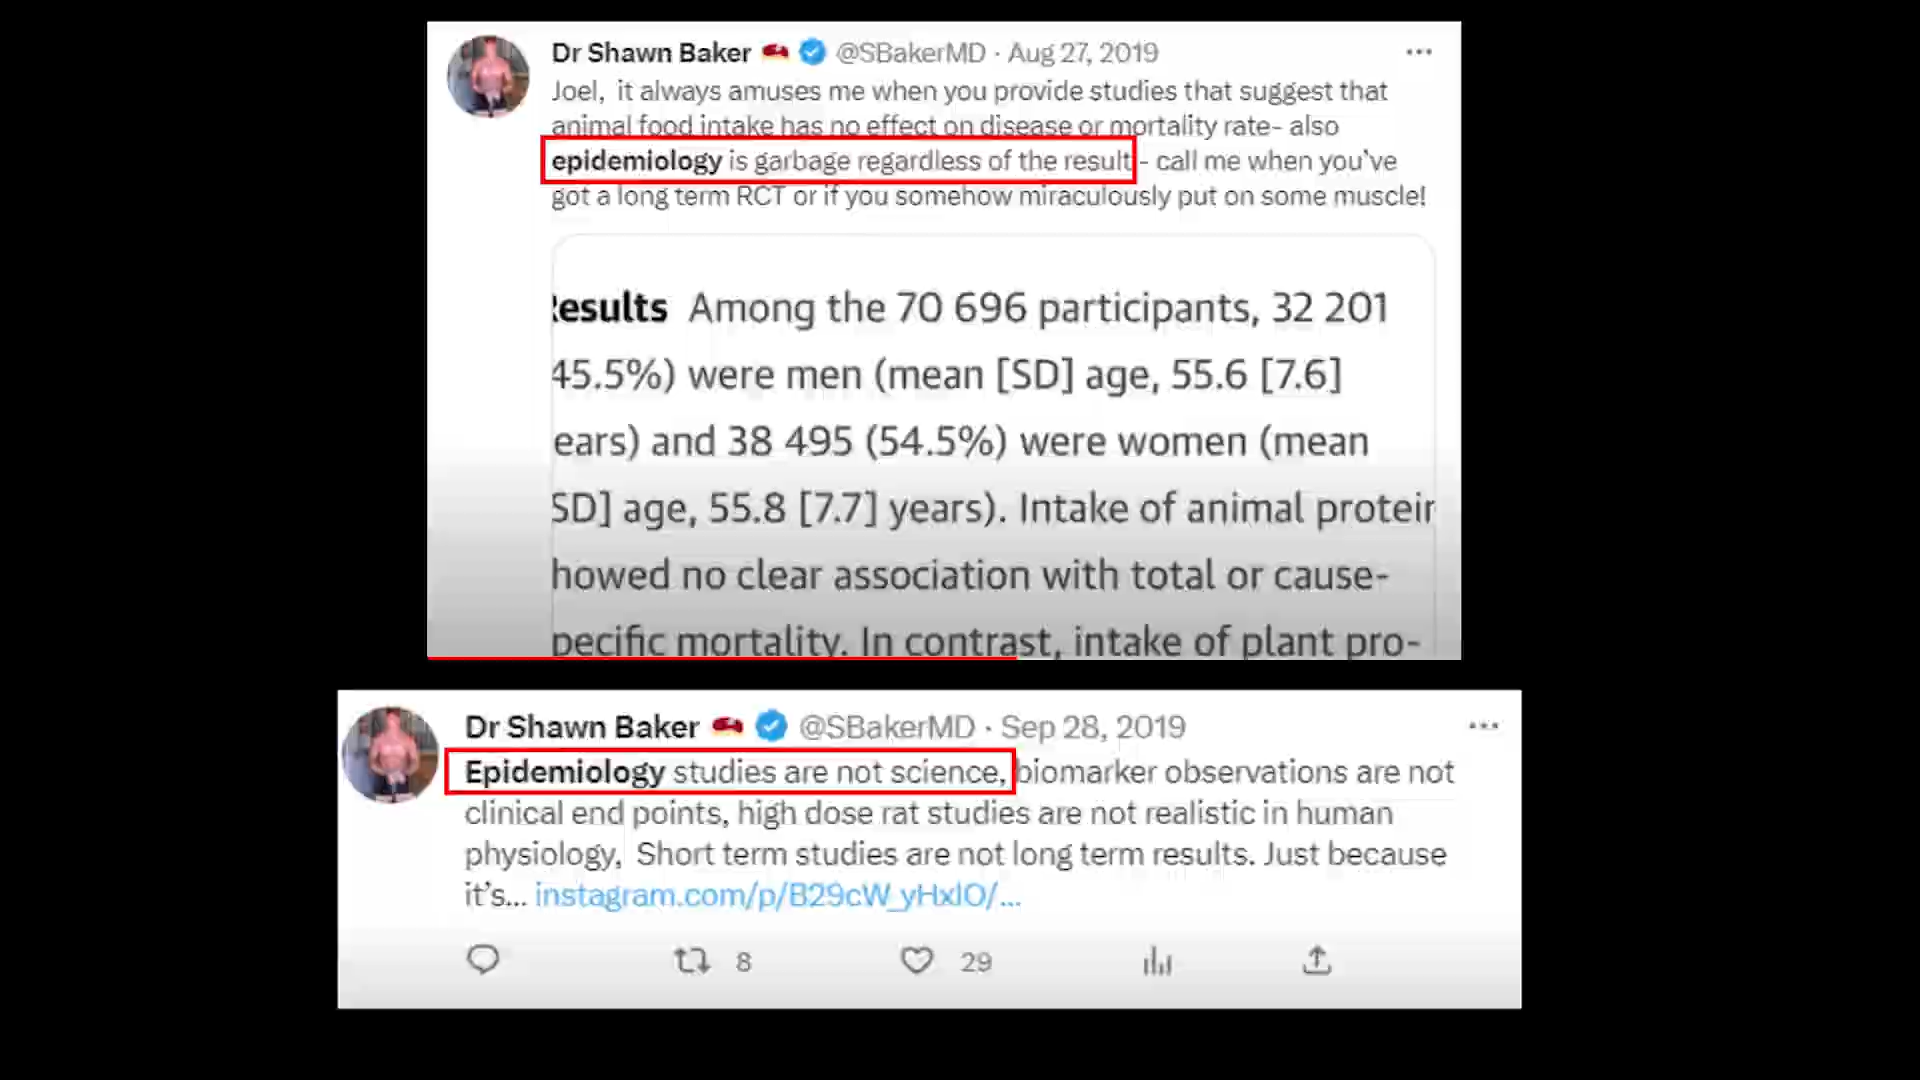 Dr Shawn Baker @SBakerMD · Aug 27, 2019
Joel, it always amuses me when you provide studies that suggest that
animal food intake has no effect on disease or mortality rate- also
epidemiology is garbage regardless of the result - call me when you've
got a long term RCT or if you somehow miraculously put on some muscle!
esults Among the 70 696 participants, 32 201
45.5%) were men (mean [SD] age, 55.6 [7.6]
ears) and 38 495 (54.5%) were women (mean
SD] age, 55.8 [7.7] years). Intake of animal protein
howed no clear association with total or cause-
pecific mortality. In contrast, intake of plant pro-
Dr Shawn Baker @SBakerMD · Sep 28, 2019
Epidemiology studies are not science, biomarker observations are not
clinical end points, high dose rat studies are not realistic in human
physiology, Short term studies are not long term results. Just because
it's... instagram.com/p/B29cW_yHxlO/...
8 29